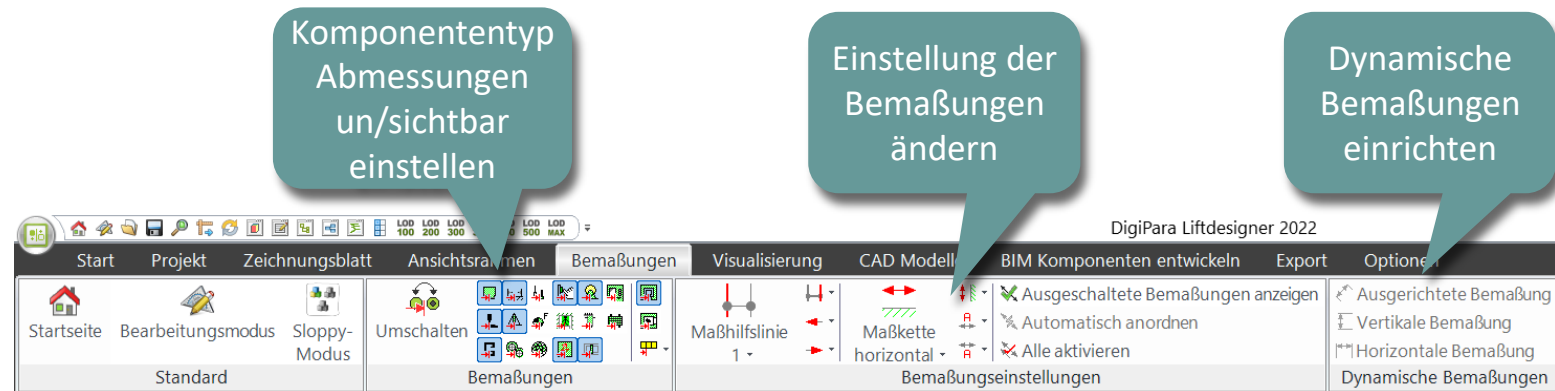 Komponententyp
Abmessungen
un/sichtbar
einstellen
Einstellung der
Bemaßungen
ändern
Dynamische
Bemaßungen
einrichten
LOD 100 LOD 200 LOD 300 LOD 500 LOD MAX
DigiPara Liftdesigner 2022
Start Projekt Zeichnungsblatt Ansichtsrahmen Bemaßungen Visualisierung CAD Modelle BIM Komponenten entwickeln Export Optionen
Startseite Bearbeitungsmodus Sloppy-
Modus
Standard
Umschalten
Bemaßungen
Maßhilfslinie
1
Maßkette
horizontal
Ausgeschaltete Bemaßungen anzeigen
Automatisch anordnen
Alle aktivieren
Bemaßungseinstellungen
Ausgerichtete Bemaßung
Vertikale Bemaßung
Horizontale Bemaßung
Dynamische Bemaßungen